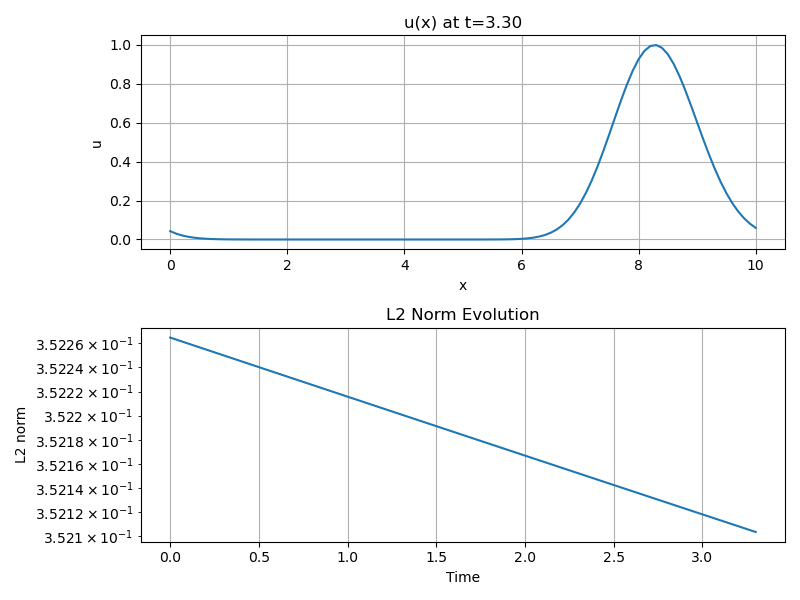 u(x) at t=3.30
1.0
0.8
0.6
0.4
0.2
0.0
u
0 2 4 6 8 10
x
L2 Norm Evolution
3.5226 × 10⁻¹
3.5224 × 10⁻¹
3.5222 × 10⁻¹
3.522 × 10⁻¹
3.5218 × 10⁻¹
3.5216 × 10⁻¹
3.5214 × 10⁻¹
3.5212 × 10⁻¹
3.521 × 10⁻¹
L2 norm
0.0 0.5 1.0 1.5 2.0 2.5 3.0
Time